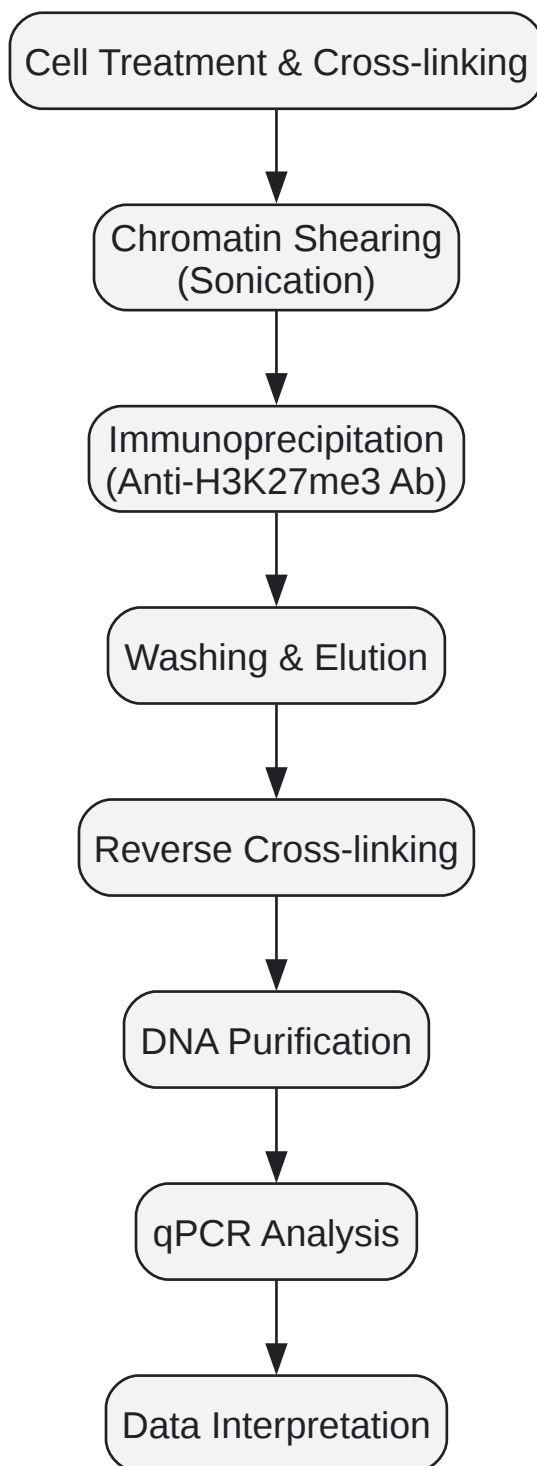 Cell Treatment & Cross-linking
Chromatin Shearing
(Sonication)
Immunoprecipitation
(Anti-H3K27me3 Ab)
Washing & Elution
Reverse Cross-linking
DNA Purification
qPCR Analysis
Data Interpretation